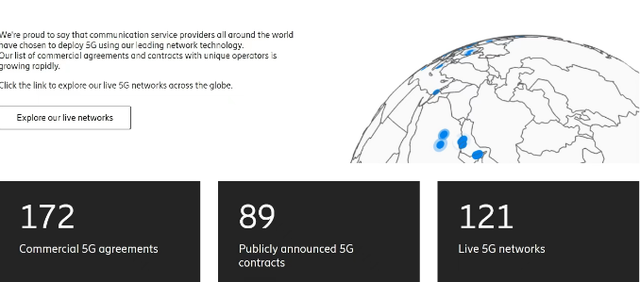 We're proud to say that communication service providers all around the world
have chosen to deploy 5G using our leading network technology.
Our list of commercial agreements and contracts with unique operators is
growing rapidly.
Click the link to explore our live 5G networks across the globe.
Explore our live networks
172
Commercial 5G agreements
89
Publicly announced 5G
contracts
121
Live 5G networks